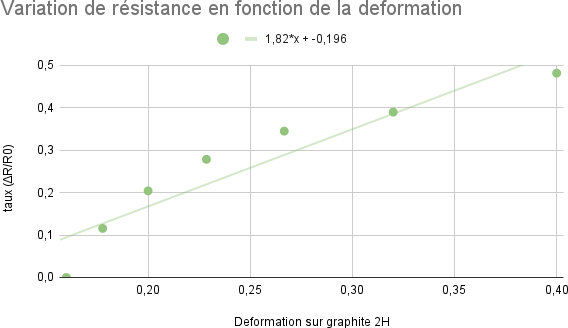 Variation de résistance en fonction de la deformation
1,82*x + -0,196
0,5
0,4
0,3
0,2
0,1
0,0
taux (ΔR/R0)
0,20 0,25 0,30 0,35 0,40
Deformation sur graphite 2H